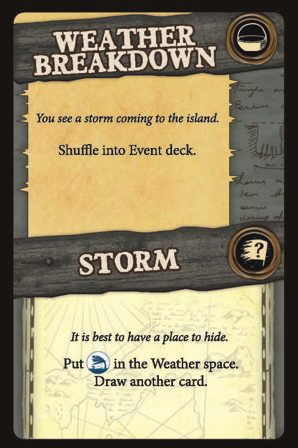 WEATHER
BREAKDOWN
You see a storm coming to the island.
Shuffle into Event deck.
STORM
?
It is best to have a place to hide.
Put in the Weather space.
Draw another card.